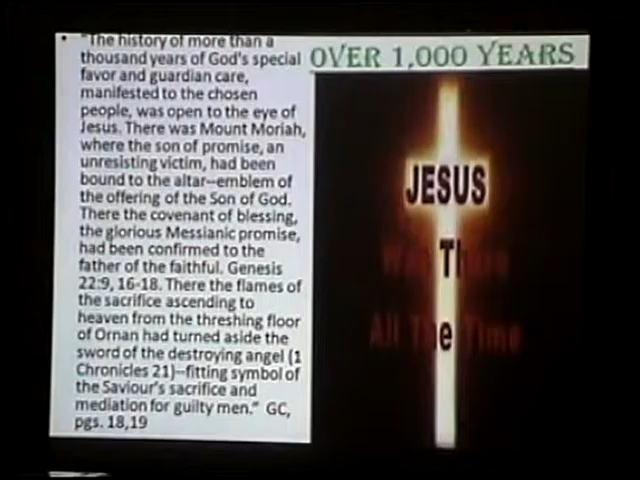 • "The history of more than a
thousand years of God's special
favor and guardian care,
manifested to the chosen
people, was open to the eye of
Jesus. There was Mount Moriah,
where the son of promise, an
unresisting victim, had been
bound to the altar--emblem of
the offering of the Son of God.
There the covenant of blessing,
the glorious Messianic promise,
had been confirmed to the
father of the faithful. Genesis
22:9, 16-18. There the flames of
the sacrifice ascending to
heaven from the threshing floor
of Ornan had turned aside the
sword of the destroying angel (1
Chronicles 21)--fitting symbol of
the Saviour's sacrifice and
mediation for guilty men." GC,
pgs. 18,19
OVER 1,000 YEARS
JESUS
Was There
All The Time